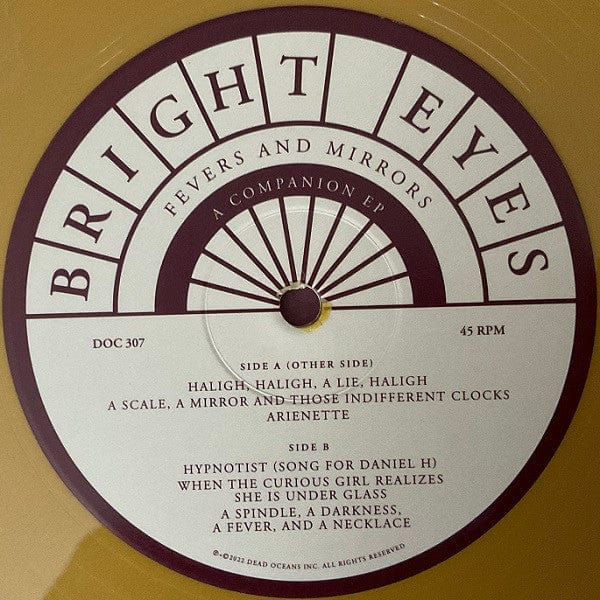 BRIGHT EYES
FEVERS AND MIRRORS
A COMPANION EP
DOC 307
45 RPM
SIDE A (OTHER SIDE)
HALIGH, HALIGH, A LIE, HALIGH
A SCALE, A MIRROR AND THOSE INDIFFERENT CLOCKS
ARIENETTE
SIDE B
HYPNOTIST (SONG FOR DANIEL H)
WHEN THE CURIOUS GIRL REALIZES
SHE IS UNDER GLASS
A SPINDLE, A DARKNESS,
A FEVER, AND A NECKLACE
℗+©2022 DEAD OCEANS INC. ALL RIGHTS RESERVED